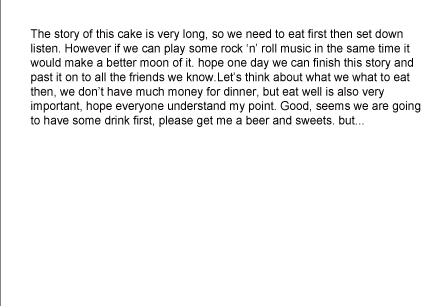 The story of this cake is very long, so we need to eat first then set down
listen. However if we can play some rock ‘n’ roll music in the same time it
would make a better moon of it. hope one day we can finish this story and
past it on to all the friends we know.Let’s think about what we what to eat
then, we don’t have much money for dinner, but eat well is also very
important, hope everyone understand my point. Good, seems we are going
to have some drink first, please get me a beer and sweets. but...